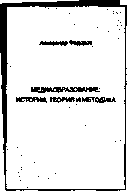 Александр Федоров
МЕДИАОБРАЗОВАНИЕ:
ИСТОРИЯ, ТЕОРИЯ И МЕТОДИКА